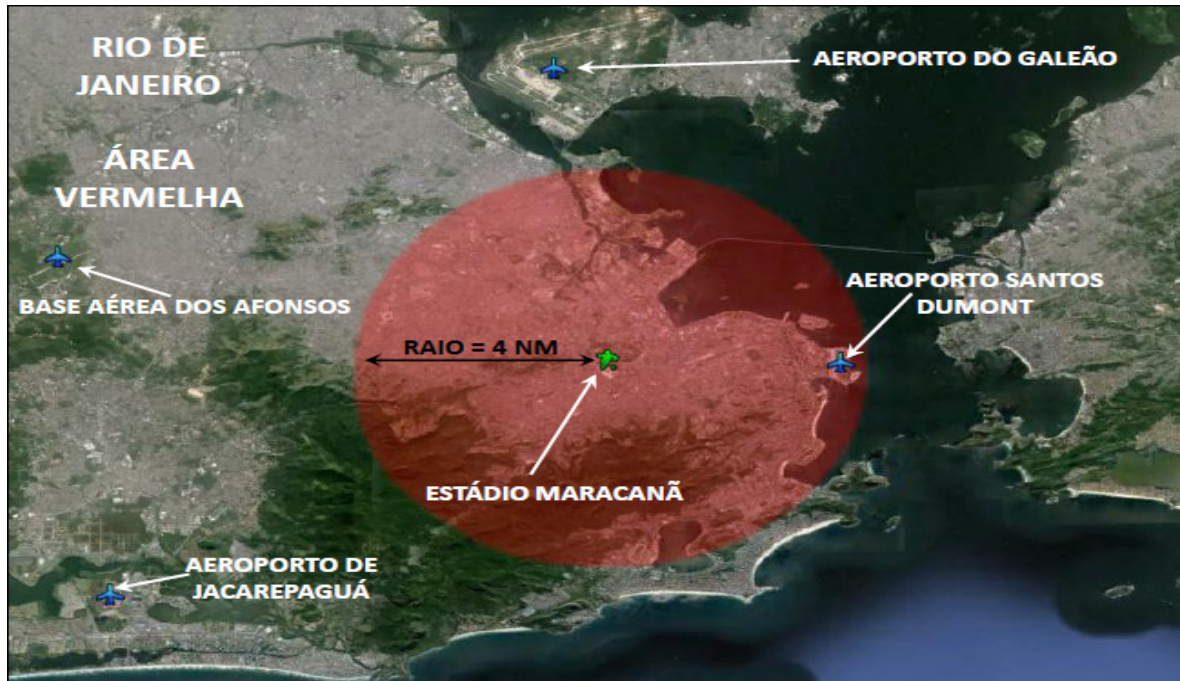 RIO DE
JANEIRO
AEROPORTO DO GALEÃO
ÁREA
VERMELHA
BASE AÉREA DOS AFONSOS
AEROPORTO SANTOS
DUMONT
RAIO = 4 NM
ESTÁDIO MARACANÃ
AEROPORTO DE
JACAREPAGUÁ